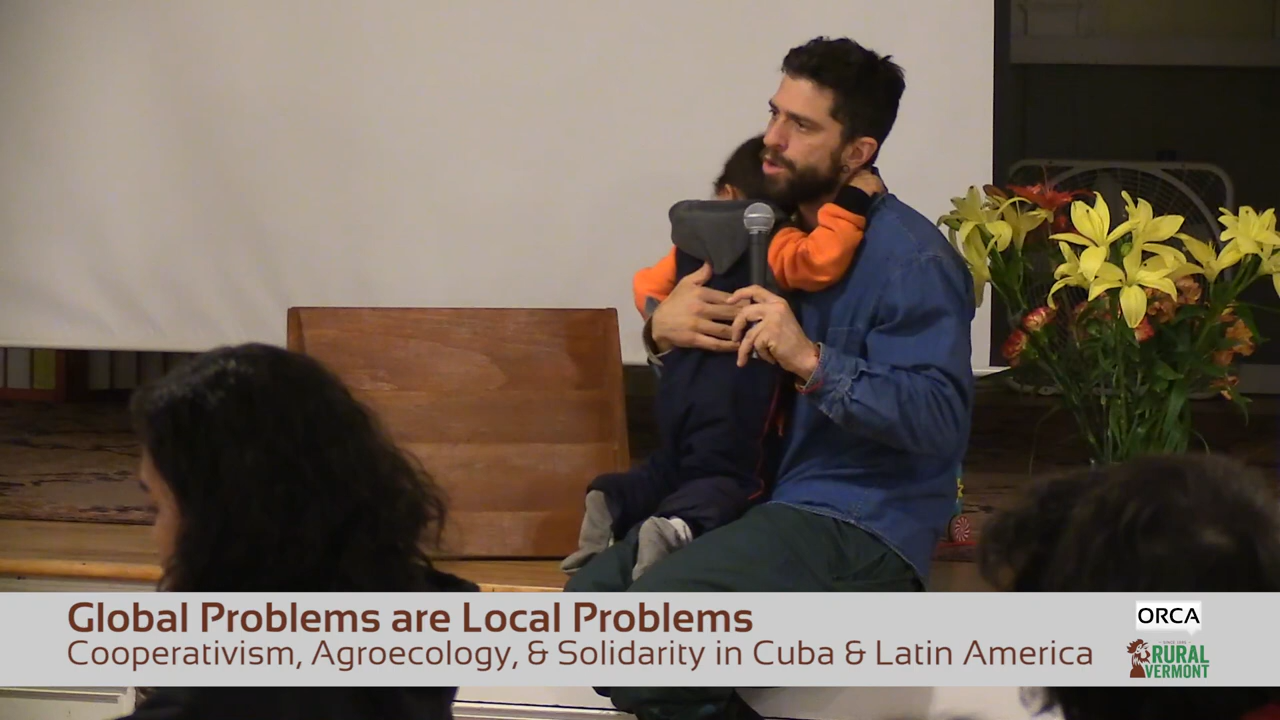 Global Problems are Local Problems
Cooperativism, Agroecology, & Solidarity in Cuba & Latin America
ORCA
RURAL
VERMONT